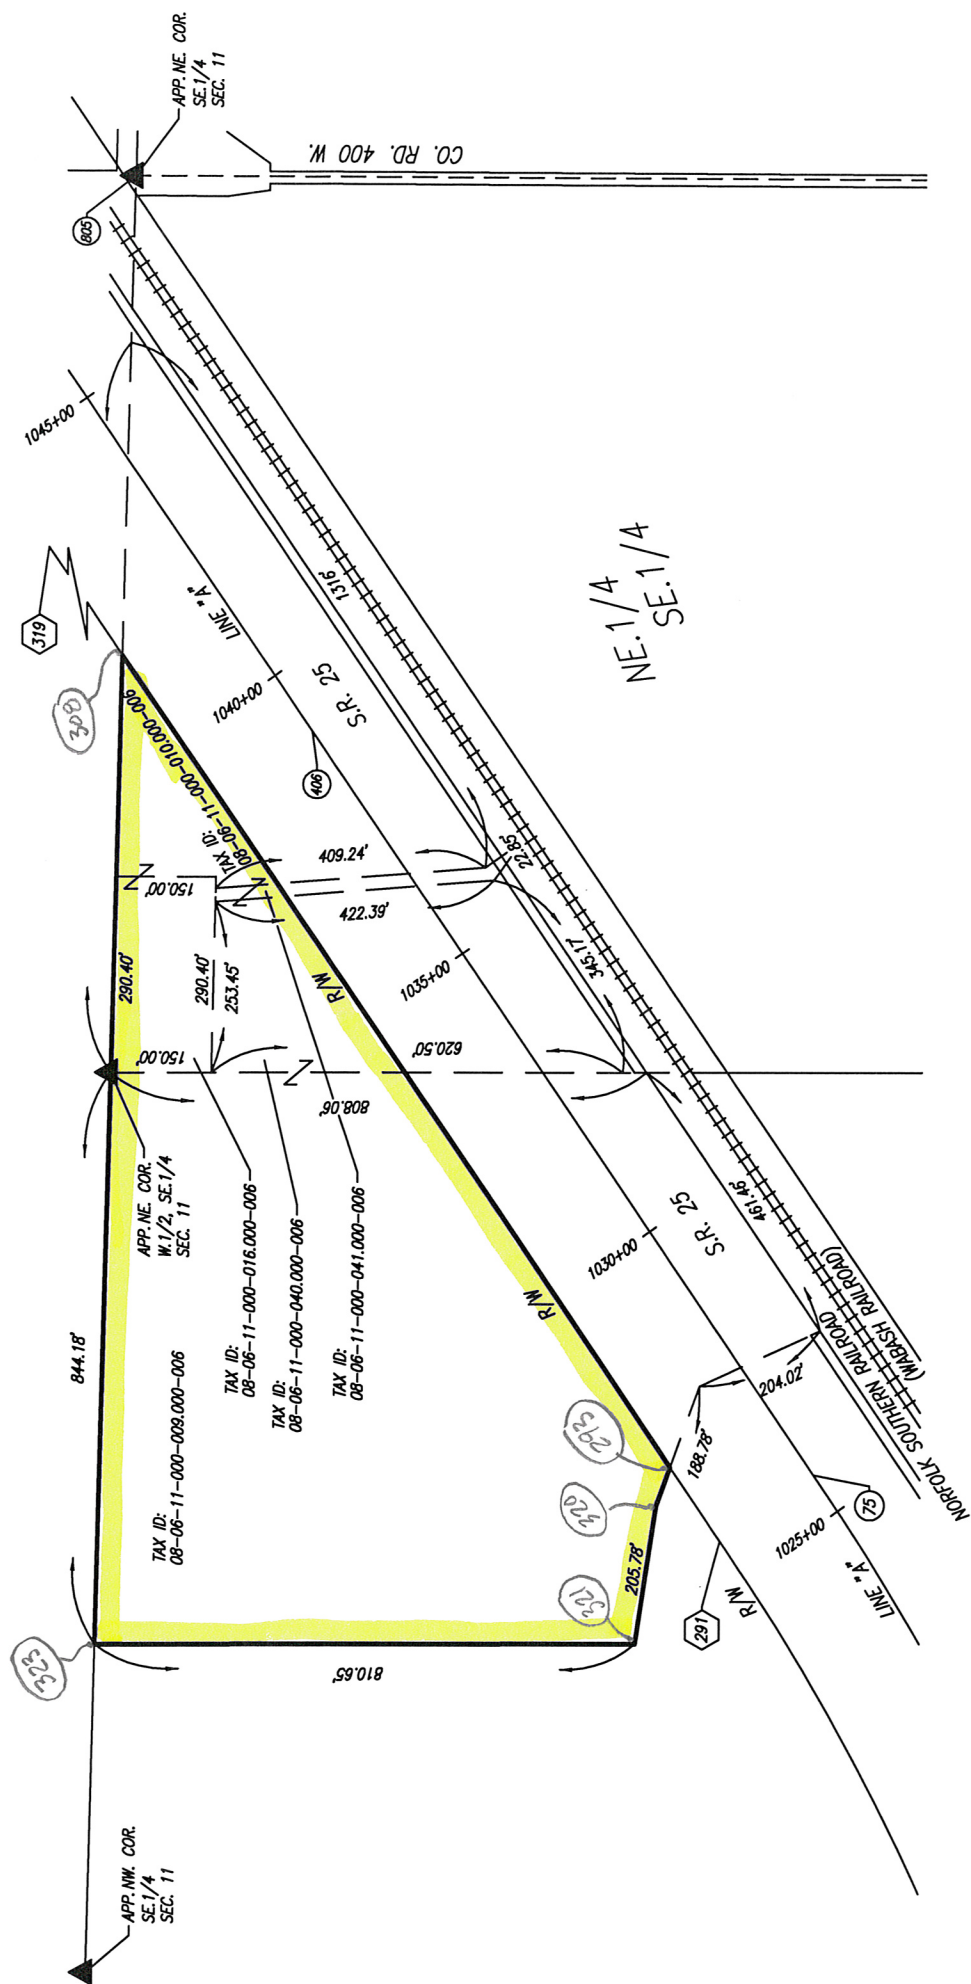 APP. NE. COR.
SE.1/4
SEC. 11
CO. RD. 400 W.
805
1045+00
319
308
LINE "A"
1316'
NE.1/4
SE.1/4
S.R. 25
1040+00
406
TAX ID:
08-06-11-000-010.000-006
150.00'
409.24'
22.85'
422.39'
290.40'
290.40'
253.45'
R/W
1035+00
345.17'
150.00'
620.50'
808.06'
APP. NE. COR.
W.1/2, SE.1/4
SEC. 11
844.18'
TAX ID:
08-06-11-000-016.000-006
TAX ID:
08-06-11-000-040.000-006
TAX ID:
08-06-11-000-041.000-006
TAX ID:
08-06-11-000-009.000-006
R/W
1030+00
S.R. 25
461.46'
NORFOLK SOUTHERN RAILROAD
(WABASH RAILROAD)
204.02'
188.78'
293
320
321
205.78'
323
810.65'
291
R/W
1025+00
75
LINE "A"
APP. NW. COR.
SE.1/4
SEC. 11